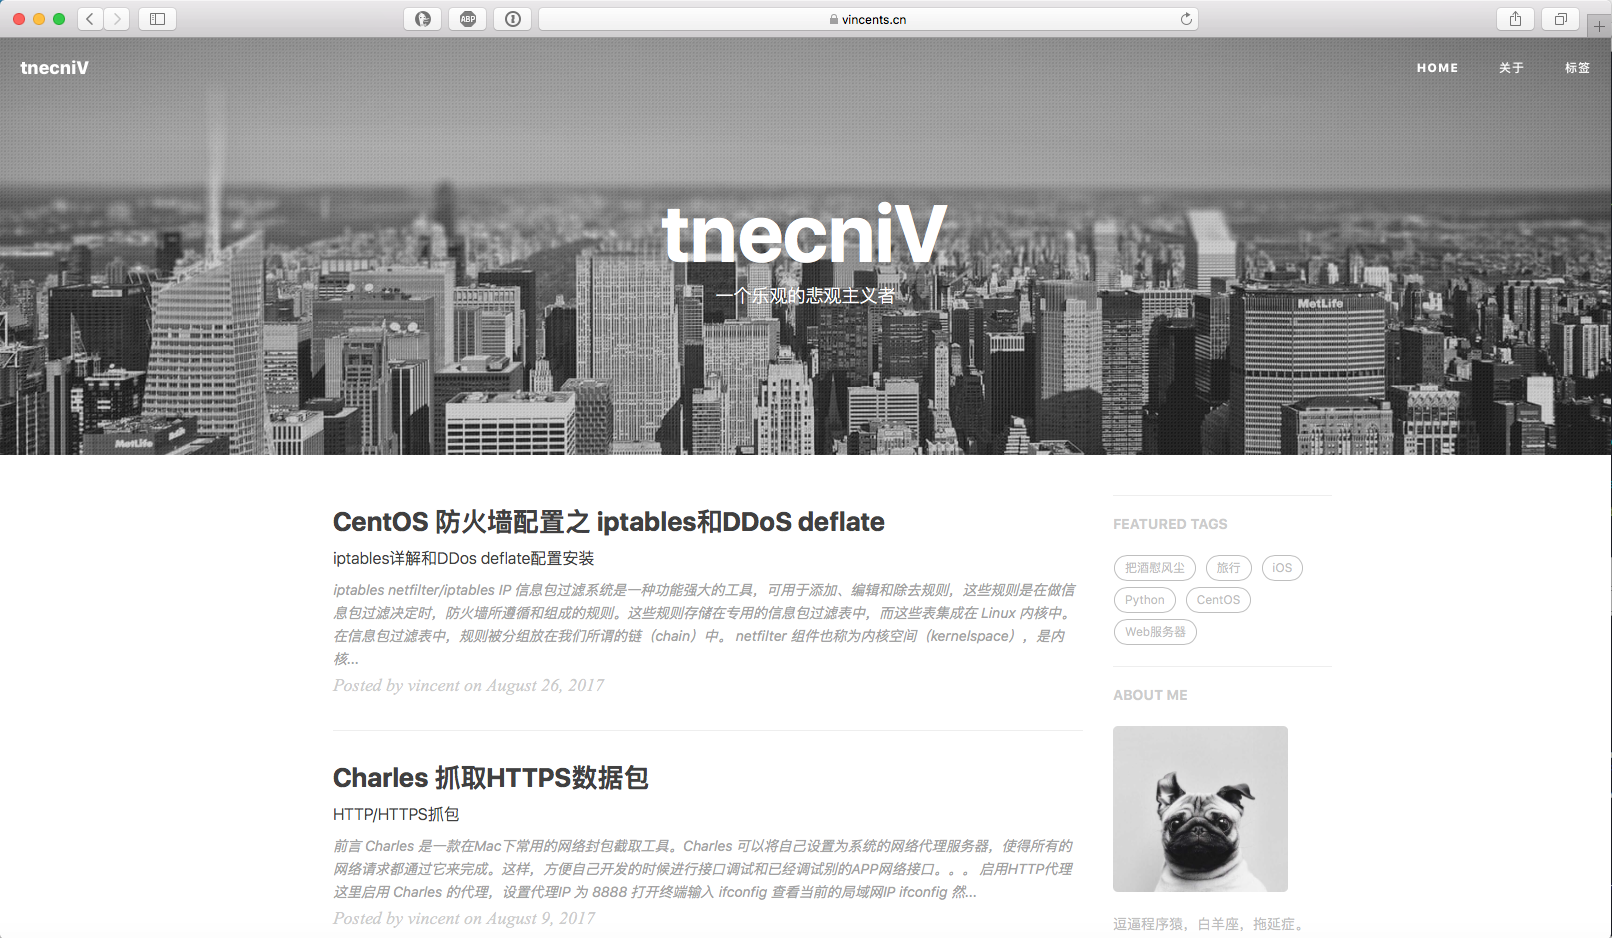 ABP
vincents.cn
tnecniV
HOME 关于 标签
tnecniV
一个乐观的悲观主义者
MetLife
MetLife
CentOS 防火墙配置之 iptables和DDoS deflate
iptables详解和DDos deflate配置安装
iptables netfilter/iptables IP 信息包过滤系统是一种功能强大的工具，可用于添加、编辑和除去规则，这些规则是在做信
息包过滤决定时，防火墙所遵循和组成的规则。这些规则存储在专用的信息包过滤表中，而这些表集成在 Linux 内核中。
在信息包过滤表中，规则被分组放在我们所谓的链（chain）中。 netfilter 组件也称为内核空间（kernelspace），是内
核...
Posted by vincent on August 26, 2017
Charles 抓取HTTPS数据包
HTTP/HTTPS抓包
前言 Charles 是一款在Mac下常用的网络封包截取工具。Charles 可以将自己设置为系统的网络代理服务器，使得所有的
网络请求都通过它来完成。这样，方便自己开发的时候进行接口调试和已经调试别的APP网络接口。。。 启用HTTP代理
这里启用 Charles 的代理，设置代理IP 为 8888 打开终端输入 ifconfig 查看当前的局域网IP ifconfig 然...
Posted by vincent on August 9, 2017
FEATURED TAGS
把酒慰风尘 旅行 iOS
Python CentOS
Web服务器
ABOUT ME
逗逼程序猿，白羊座，拖延症。